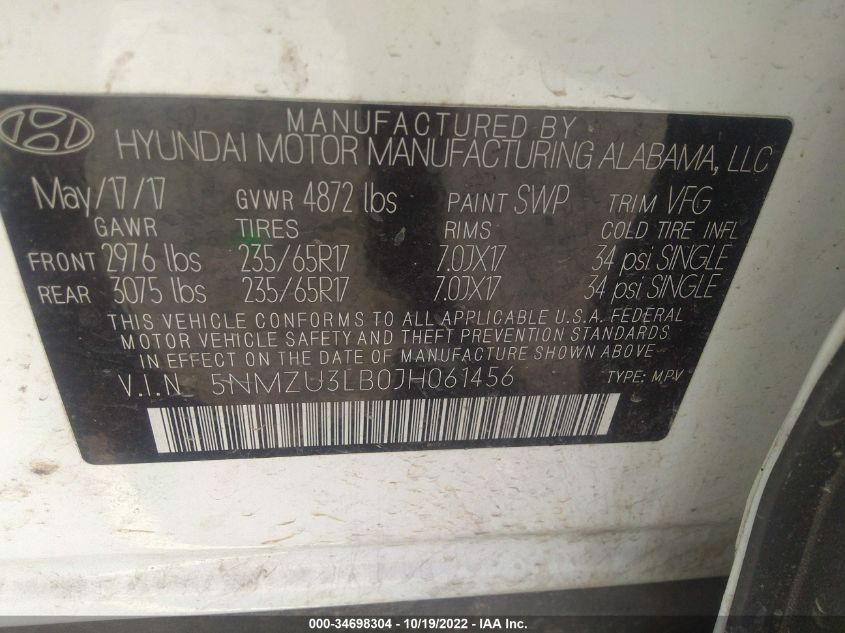 MANUFACTURED BY
HYUNDAI MOTOR MANUFACTURING ALABAMA, LLC
May/17/17 GVWR 4872 lbs PAINT SWP TRIM VFG
GAWR TIRES RIMS COLD TIRE INFL
FRONT 2976 lbs 235/65R17 7.0JX17 34 psi SINGLE
REAR 3075 lbs 235/65R17 7.0JX17 34 psi SINGLE
THIS VEHICLE CONFORMS TO ALL APPLICABLE U.S.A. FEDERAL
MOTOR VEHICLE SAFETY AND THEFT PREVENTION STANDARDS
IN EFFECT ON THE DATE OF MANUFACTURE SHOWN ABOVE
V.I.N 5NMZU3LB0JH061456 TYPE: M.P.V
000-34698304 - 10/19/2022 - IAA Inc.